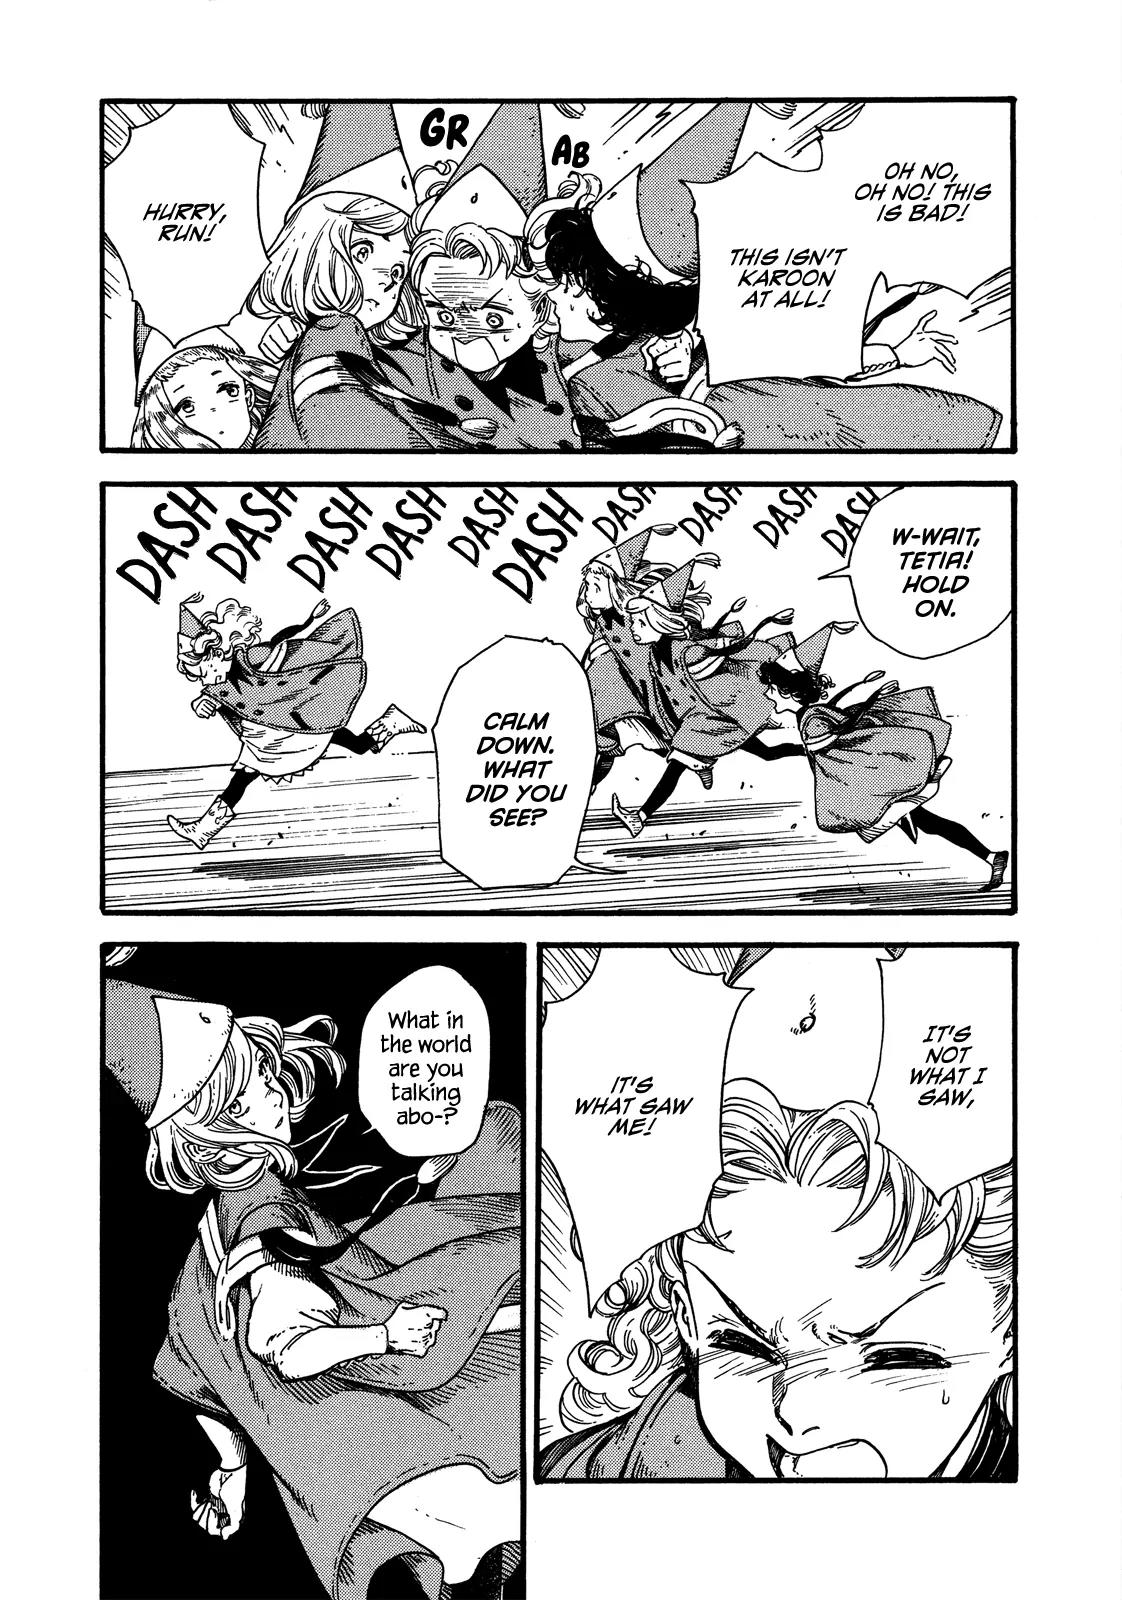 OH NO,
OH NO! THIS
IS BAD!
THIS ISN'T
KAROON
AT ALL!
GR
AB
HURRY,
RUN!
W-WAIT,
TETIA!
HOLD
ON.
DASH
DASH
DASH
DASH
DASH
DASH
DASH
DASH
DASH
DASH
CALM
DOWN.
WHAT
DID YOU
SEE?
IT'S
NOT
WHAT I
SAW,
IT'S
WHAT SAW
ME!
What in
the world
are you
talking
abo-?